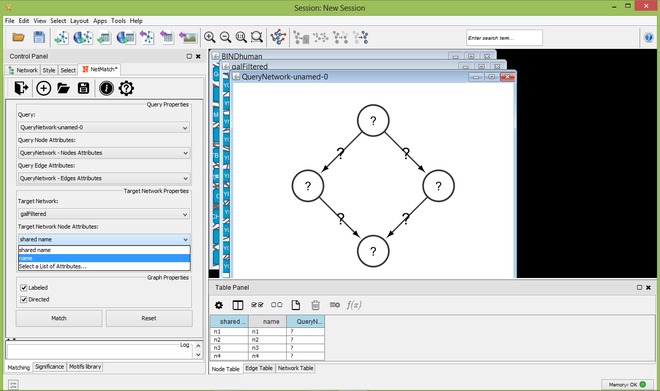 Session: New Session
File Edit View Select Layout Apps Tools Help
Enter search term...
Control Panel
Network Style Select NetMatch*
Query Properties
Query:
QueryNetwork-unamed-0
Query Node Attributes:
QueryNetwork - Nodes Attributes
Query Edge Attributes:
QueryNetwork - Edges Attributes
Target Network Properties
Target Network:
galFiltered
Target Network Node Attributes:
shared name
shared name
name
Select a List of Attributes...
Graph Properties
Labeled
Directed
Match Reset
Log
Matching Significance Motifs library
BINDhuman
galFiltered
QueryNetwork-unnamed-0
?
? ?
? ?
? ?
?
Table Panel
f(x)
shared ... name QueryN...
n1 n1 ?
n2 n2 ?
n3 n3 ?
n4 n4 ?
Node Table Edge Table Network Table
Memory: OK